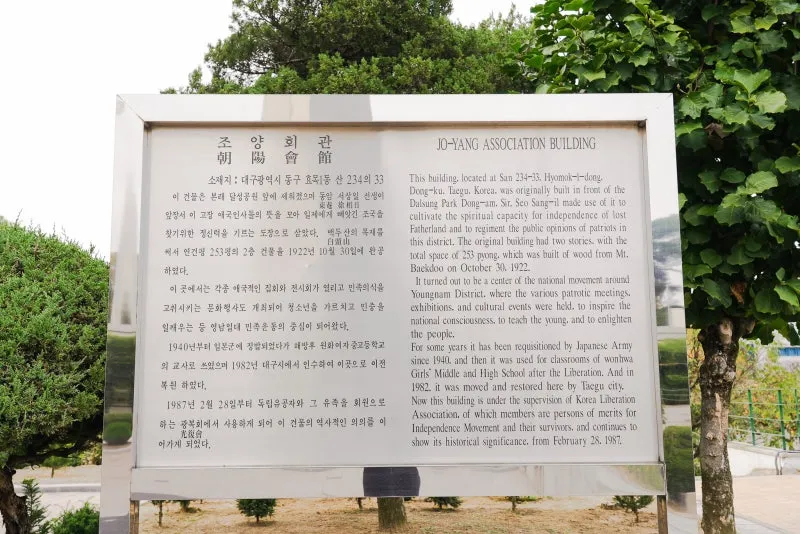 조 양 회 관
朝 陽 會 館
소재지 : 대구광역시 동구 효목1동 산 234의 33
이 건물은 본래 달성공원 앞에 세워졌으며 동암 서상일 선생이
東菴 徐相日
앞장서 이 고장 애국인사들의 뜻을 모아 일제에게 빼앗긴 조국을
찾기위한 정신력을 기르는 도장으로 삼았다. 백두산의 목재를
白頭山
써서 연건평 253평의 2층 건물을 1922년 10월 30일에 완공
하였다.
이 곳에서는 각종 애국적인 집회와 전시회가 열리고 민족의식을
고취시키는 문화행사도 개최되어 청소년을 가르치고 민중을
일깨우는 등 영남일대 민족운동의 중심이 되어왔다.
1940년부터 일본군에 징발되었다가 해방후 원화여자중고등학교
의 교사로 쓰였으며 1982년 대구시에서 인수하여 이곳으로 이전
복원 하였다.
1987년 2월 28일부터 독립유공자와 그 유족을 회원으로
하는 광복회에서 사용하게 되어 이 건물의 역사적인 의의를 이
光復會
어가게 되었다.
JO-YANG ASSOCIATION BUILDING
This building, located at San 234-33, Hyomok-i-dong,
Dong-ku, Taegu, Korea, was originally built in front of the
Dalsung Park Dong-am, Sir, Seo Sang-il made use of it to
cultivate the spiritual capacity for independence of lost
Fatherland and to regiment the public opinions of patriots in
this district. The original building had two stories, with the
total space of 253 pyong, which was built of wood from Mt.
Baekdoo on October 30, 1922.
It turned out to be a center of the national movement around
Youngnam District, where the various patrotic meetings,
exhibitions, and cultural events were held, to inspire the
national consciousness, to teach the young, and to enlighten
the people.
For some years it has been requisitioned by Japanese Army
since 1940, and then it was used for classrooms of wonhwa
Girls' Middle and High School after the Liberation. And in
1982, it was moved and restored here by Taegu city.
Now this building is under the supervision of Korea Liberation
Association, of which members are persons of merits for
Independence Movement and their survivors, and continues to
show its historical significance, from February 28, 1987.